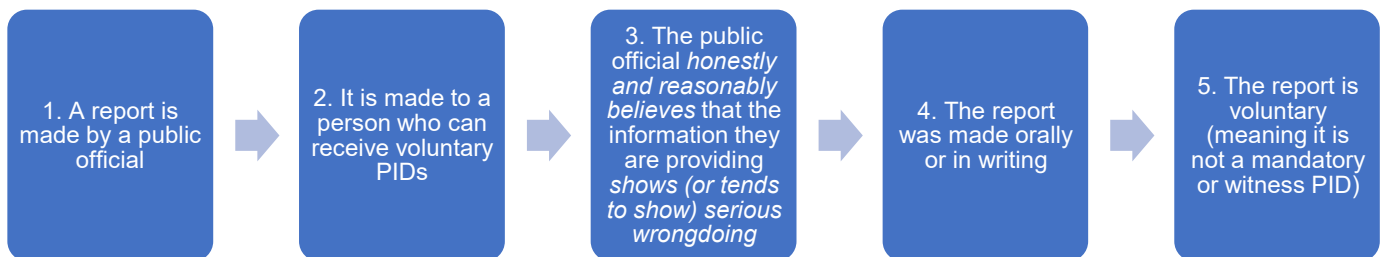 1. A report is
made by a public
official
2. It is made to a
person who can
receive voluntary
PIDs
3. The public
official honestly
and reasonably
believes that the
information they
are providing
shows (or tends
to show) serious
wrongdoing
4. The report
was made orally
or in writing
5. The report is
voluntary
(meaning it is
not a mandatory
or witness PID)